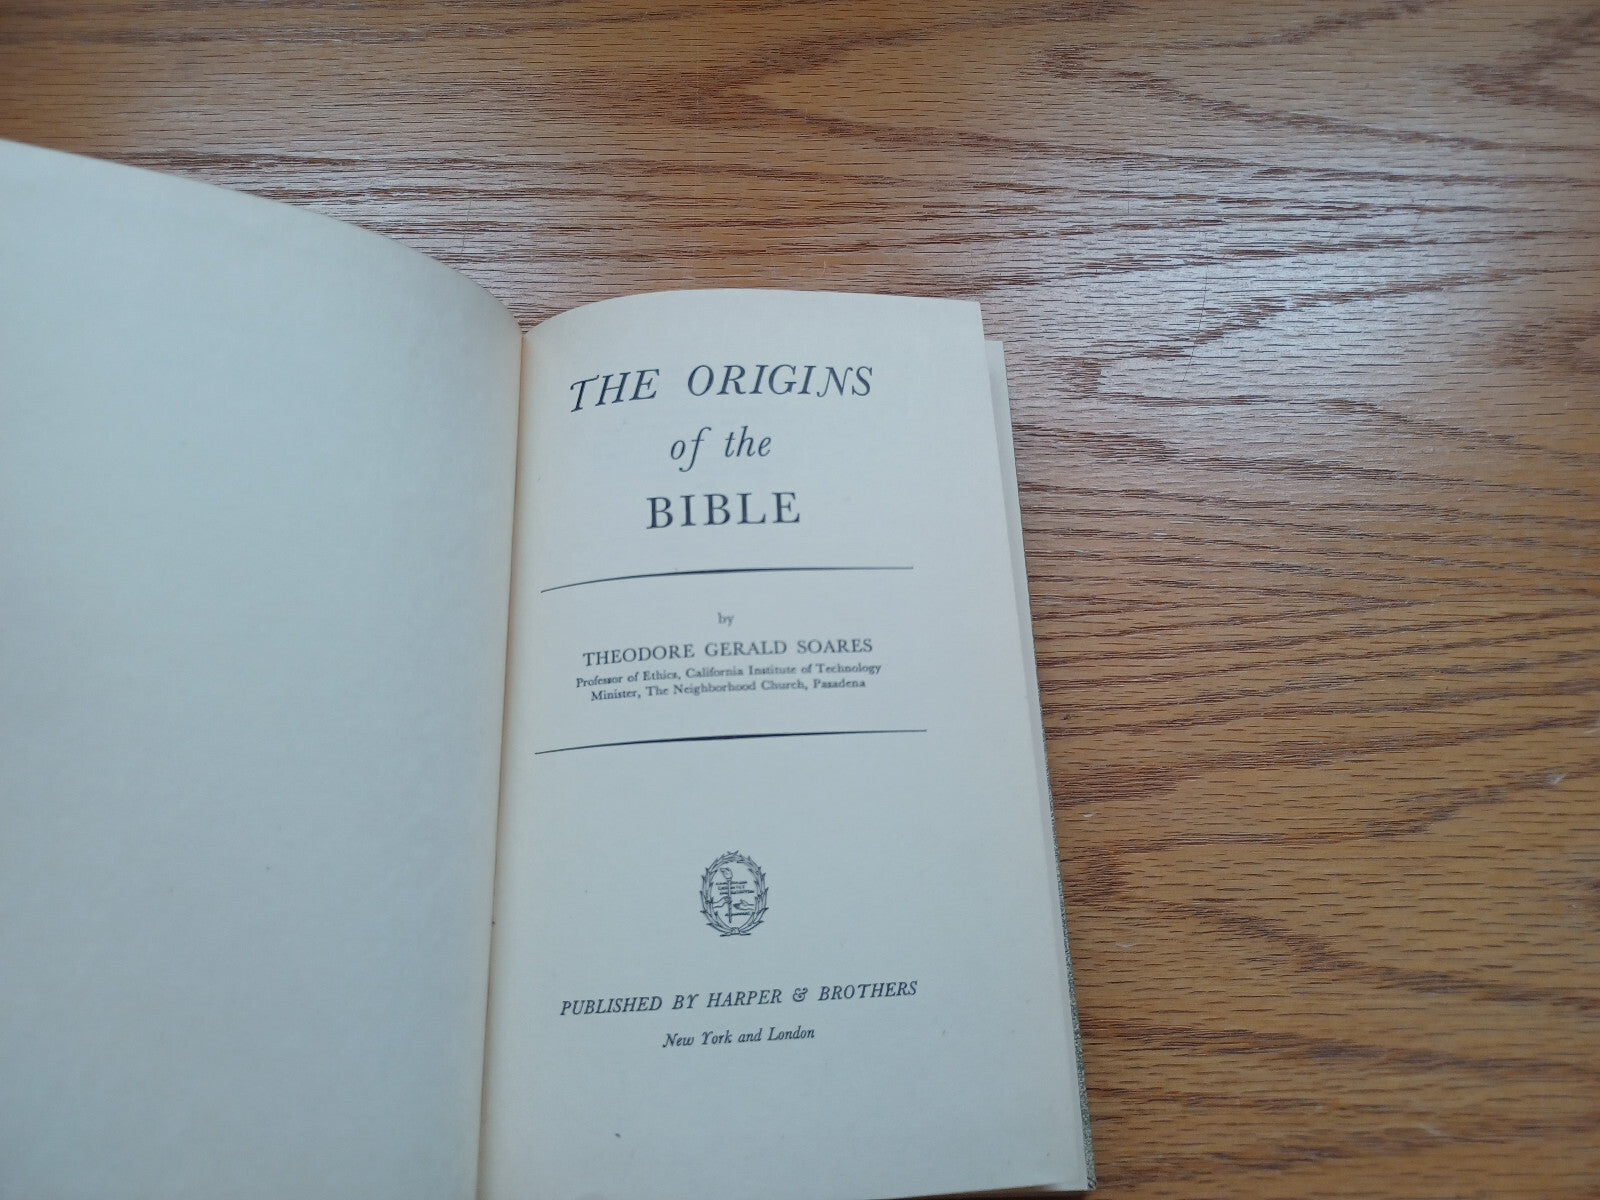 THE ORIGINS
of the
BIBLE
by
THEODORE GERALD SOARES
Professor of Ethics, California Institute of Technology
Minister, The Neighborhood Church, Pasadena
PUBLISHED BY HARPER & BROTHERS
New York and London